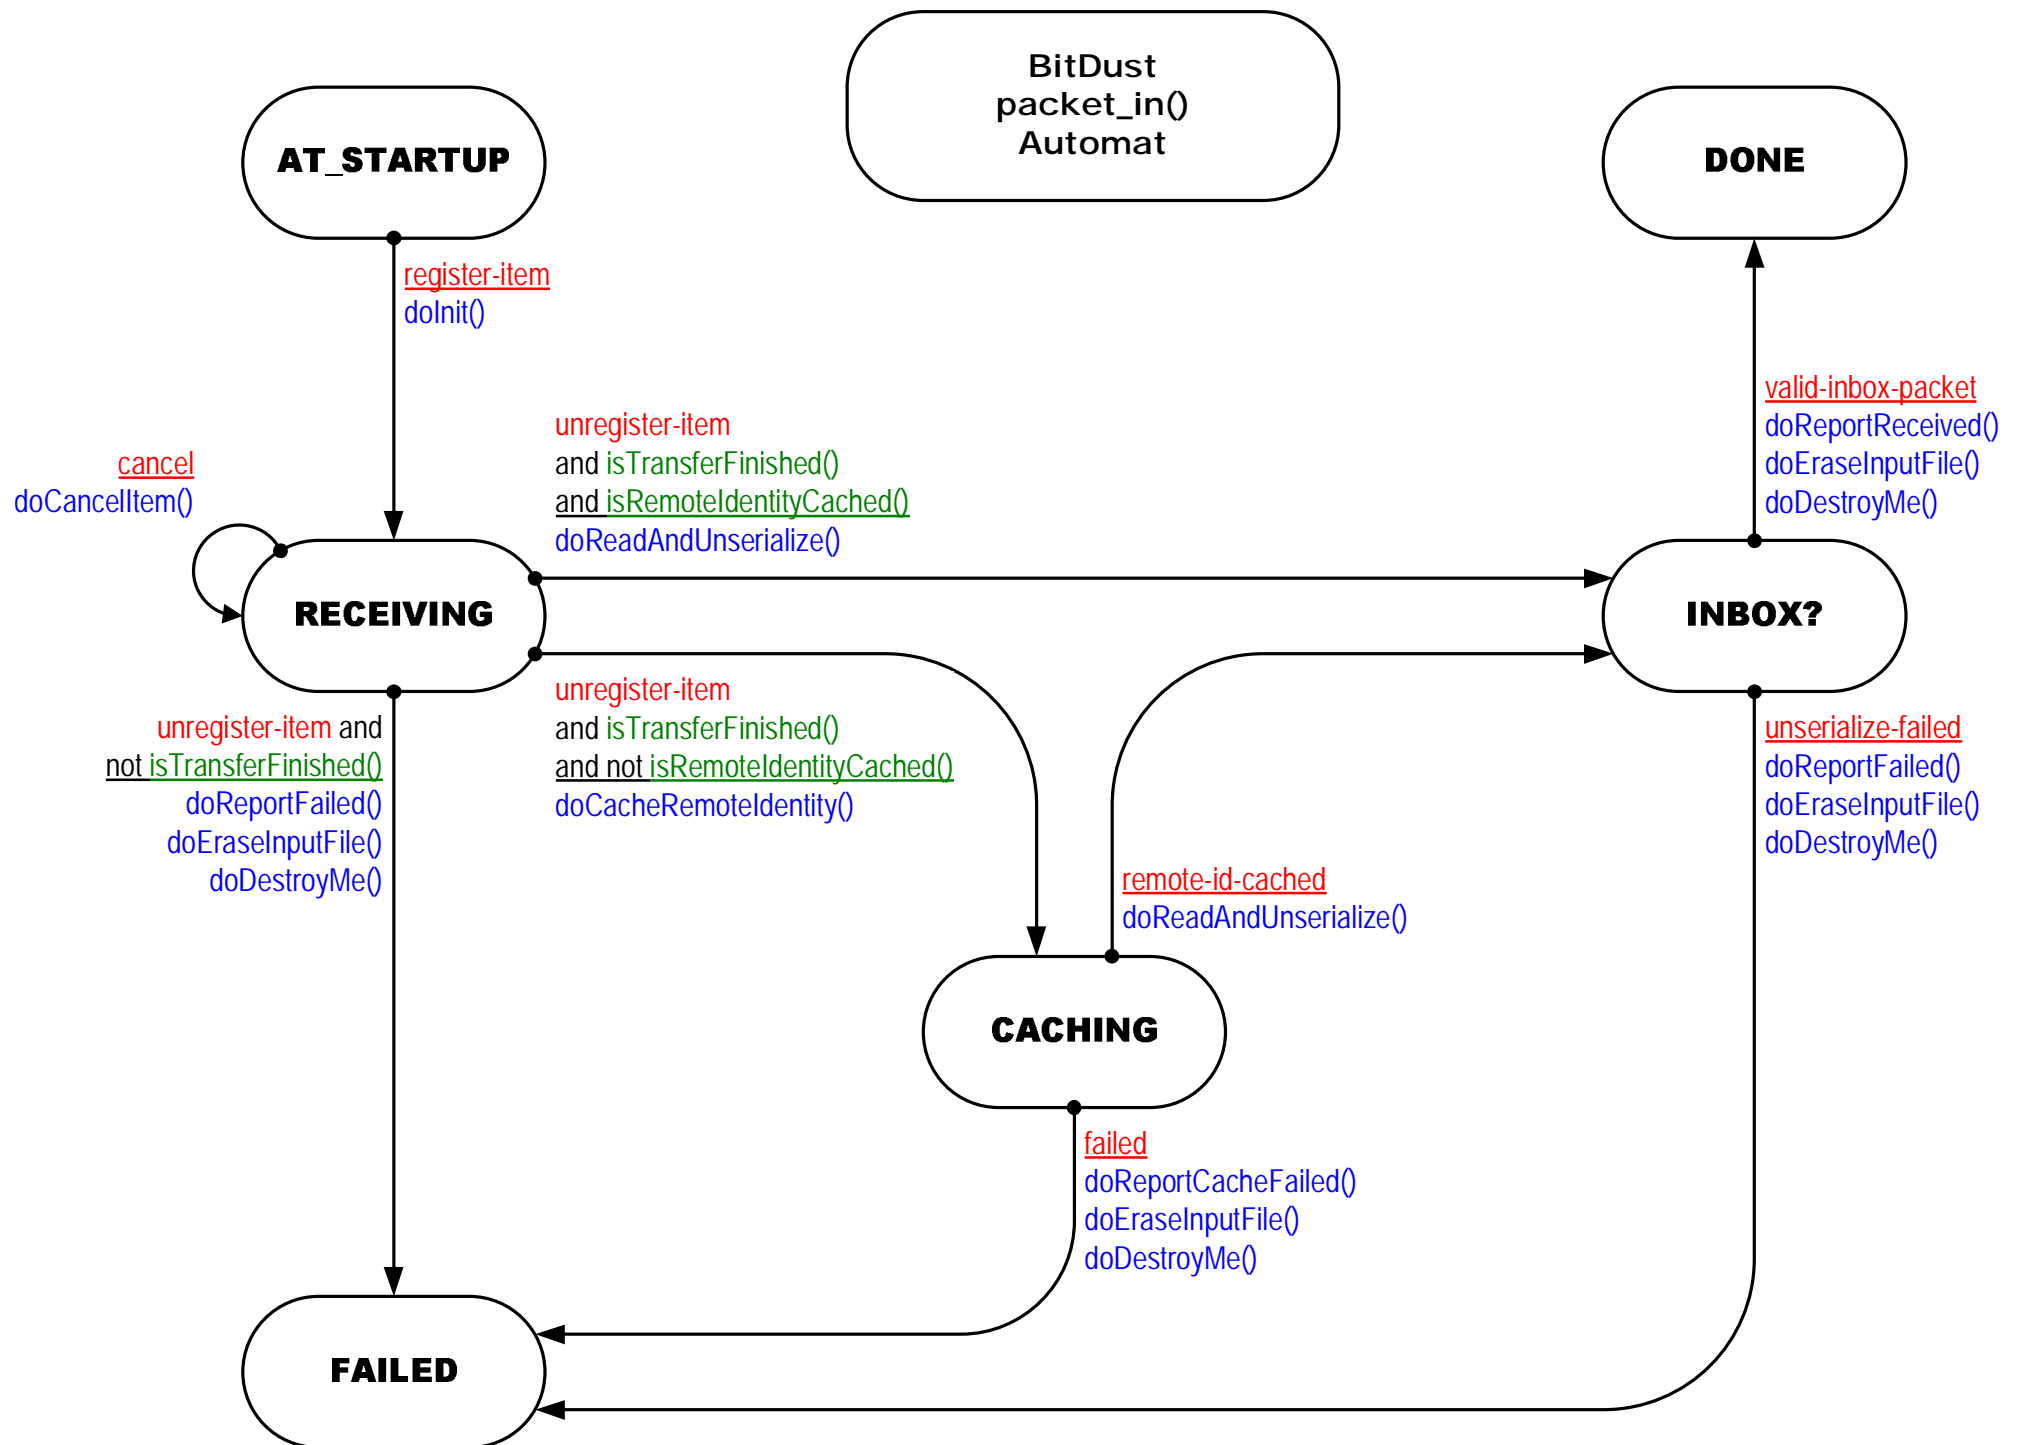 BitDust
packet_in()
Automat
AT_STARTUP
DONE
register-item
doInit()
valid-inbox-packet
doReportReceived()
doEraseInputFile()
doDestroyMe()
cancel
doCancelItem()
unregister-item
and isTransferFinished()
and isRemoteIdentityCached()
doReadAndUnserialize()
RECEIVING
INBOX?
unregister-item and
not isTransferFinished()
doReportFailed()
doEraseInputFile()
doDestroyMe()
unregister-item
and isTransferFinished()
and not isRemoteIdentityCached()
doCacheRemoteIdentity()
unserialize-failed
doReportFailed()
doEraseInputFile()
doDestroyMe()
remote-id-cached
doReadAndUnserialize()
CACHING
failed
doReportCacheFailed()
doEraseInputFile()
doDestroyMe()
FAILED